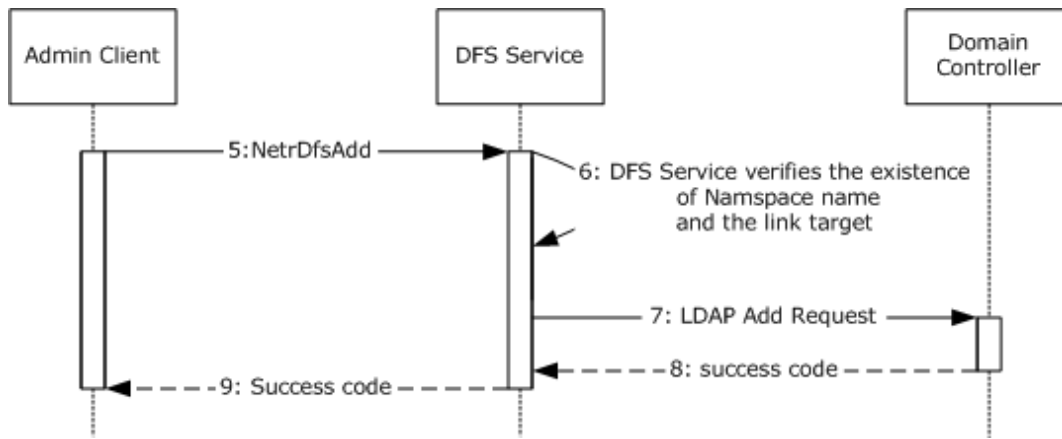 Admin Client
DFS Service
Domain
Controller
5:NetrDfsAdd
6: DFS Service verifies the existence
of Namspace name
and the link target
7: LDAP Add Request
8: success code
9: Success code